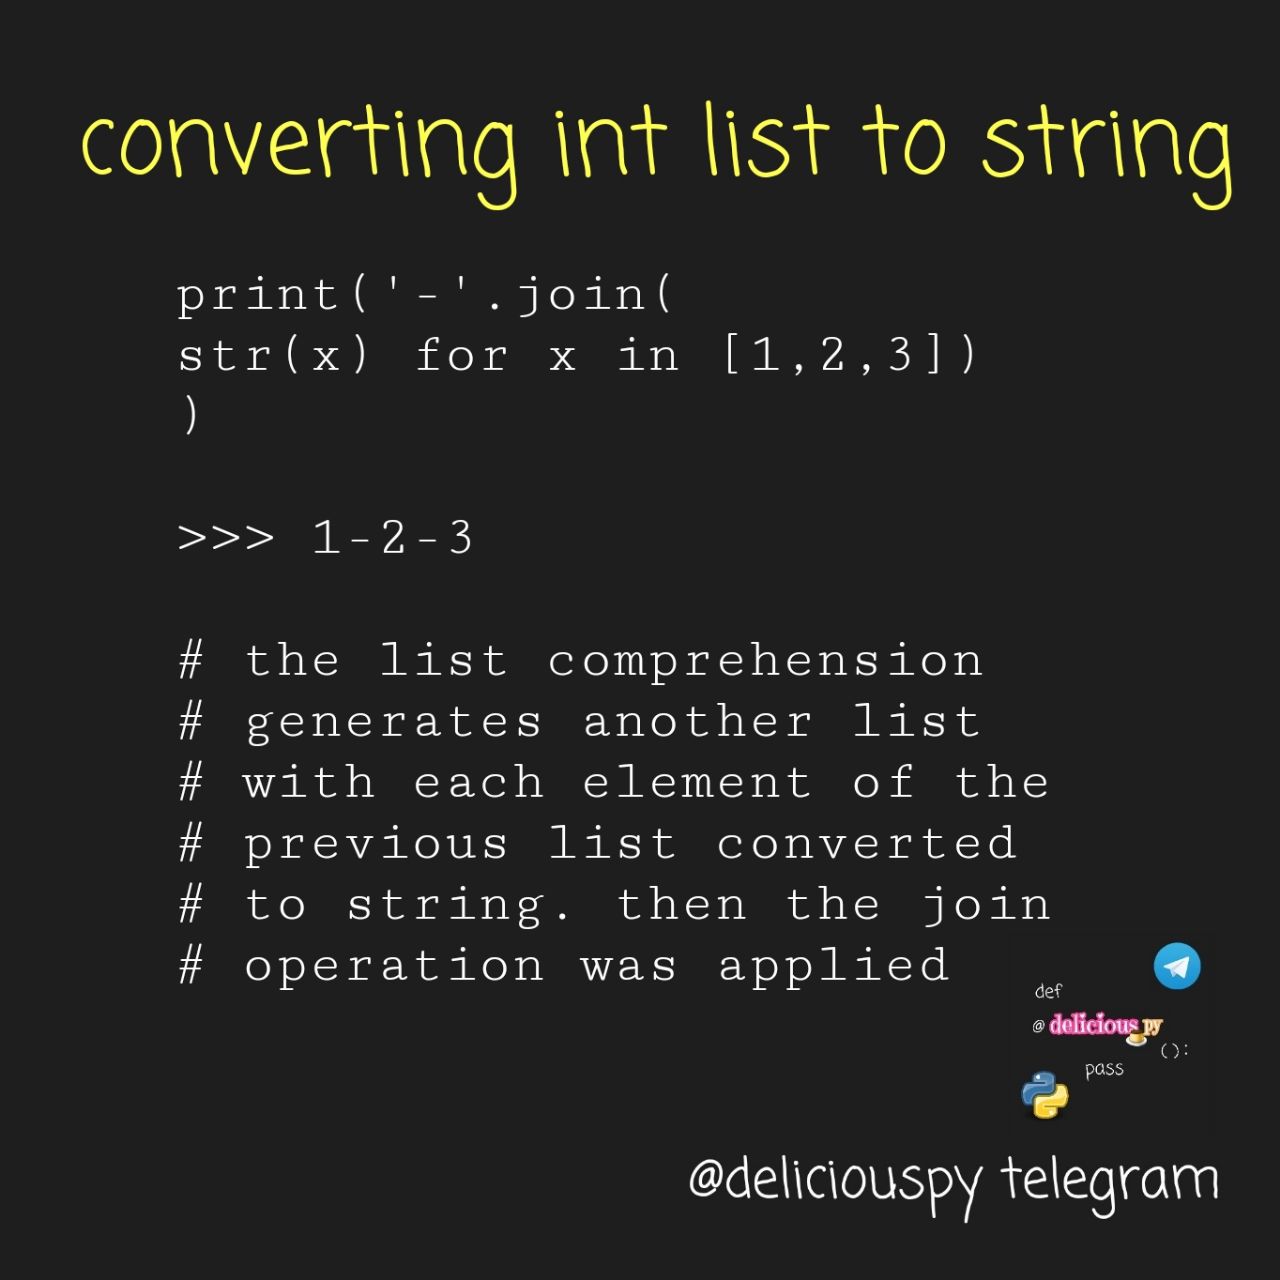 converting int list to string
print('-'.join(
str(x) for x in [1,2,3])
)
>>> 1-2-3
# the list comprehension
# generates another list
# with each element of the
# previous list converted
# to string. then the join
# operation was applied
def
@delicious py
():
pass
@deliciouspy telegram